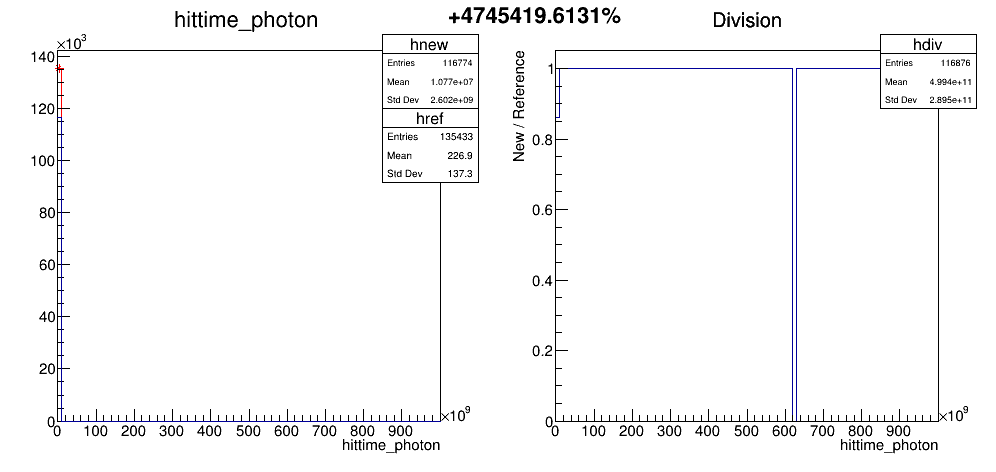 +4745419.6131%
hittime_photon
×10³
140
120
100
80
60
40
20
0
0 100 200 300 400 500 600 700 800 900
×10⁹
hittime_photon
hnew
Entries 116774
Mean 1.077e+07
Std Dev 2.602e+09
href
Entries 135433
Mean 226.9
Std Dev 137.3
Division
New / Reference
1
0.8
0.6
0.4
0.2
0
0 100 200 300 400 500 600 700 800 900
×10⁹
hittime_photon
hdiv
Entries 116876
Mean 4.994e+11
Std Dev 2.895e+11